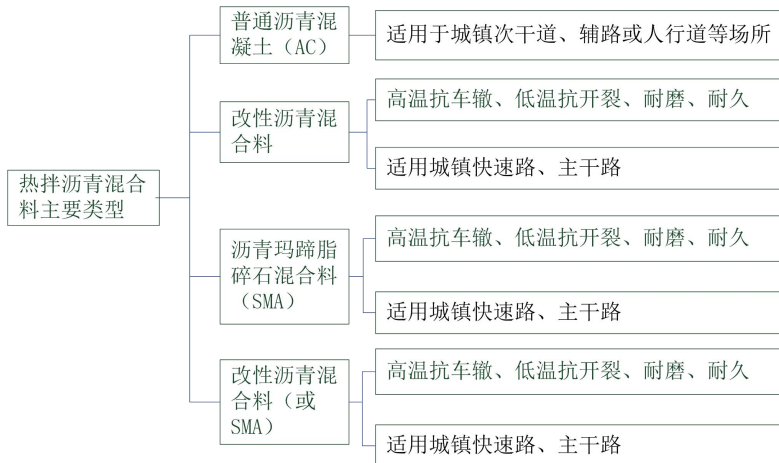 热拌沥青混合
料主要类型
普通沥青混
凝土（AC）
适用于城镇次干道、辅路或人行道等场所
改性沥青混
合料
高温抗车辙、低温抗开裂、耐磨、耐久
适用城镇快速路、主干路
沥青玛蹄脂
碎石混合料
（SMA）
高温抗车辙、低温抗开裂、耐磨、耐久
适用城镇快速路、主干路
改性沥青混
合料（或
SMA）
高温抗车辙、低温抗开裂、耐磨、耐久
适用城镇快速路、主干路